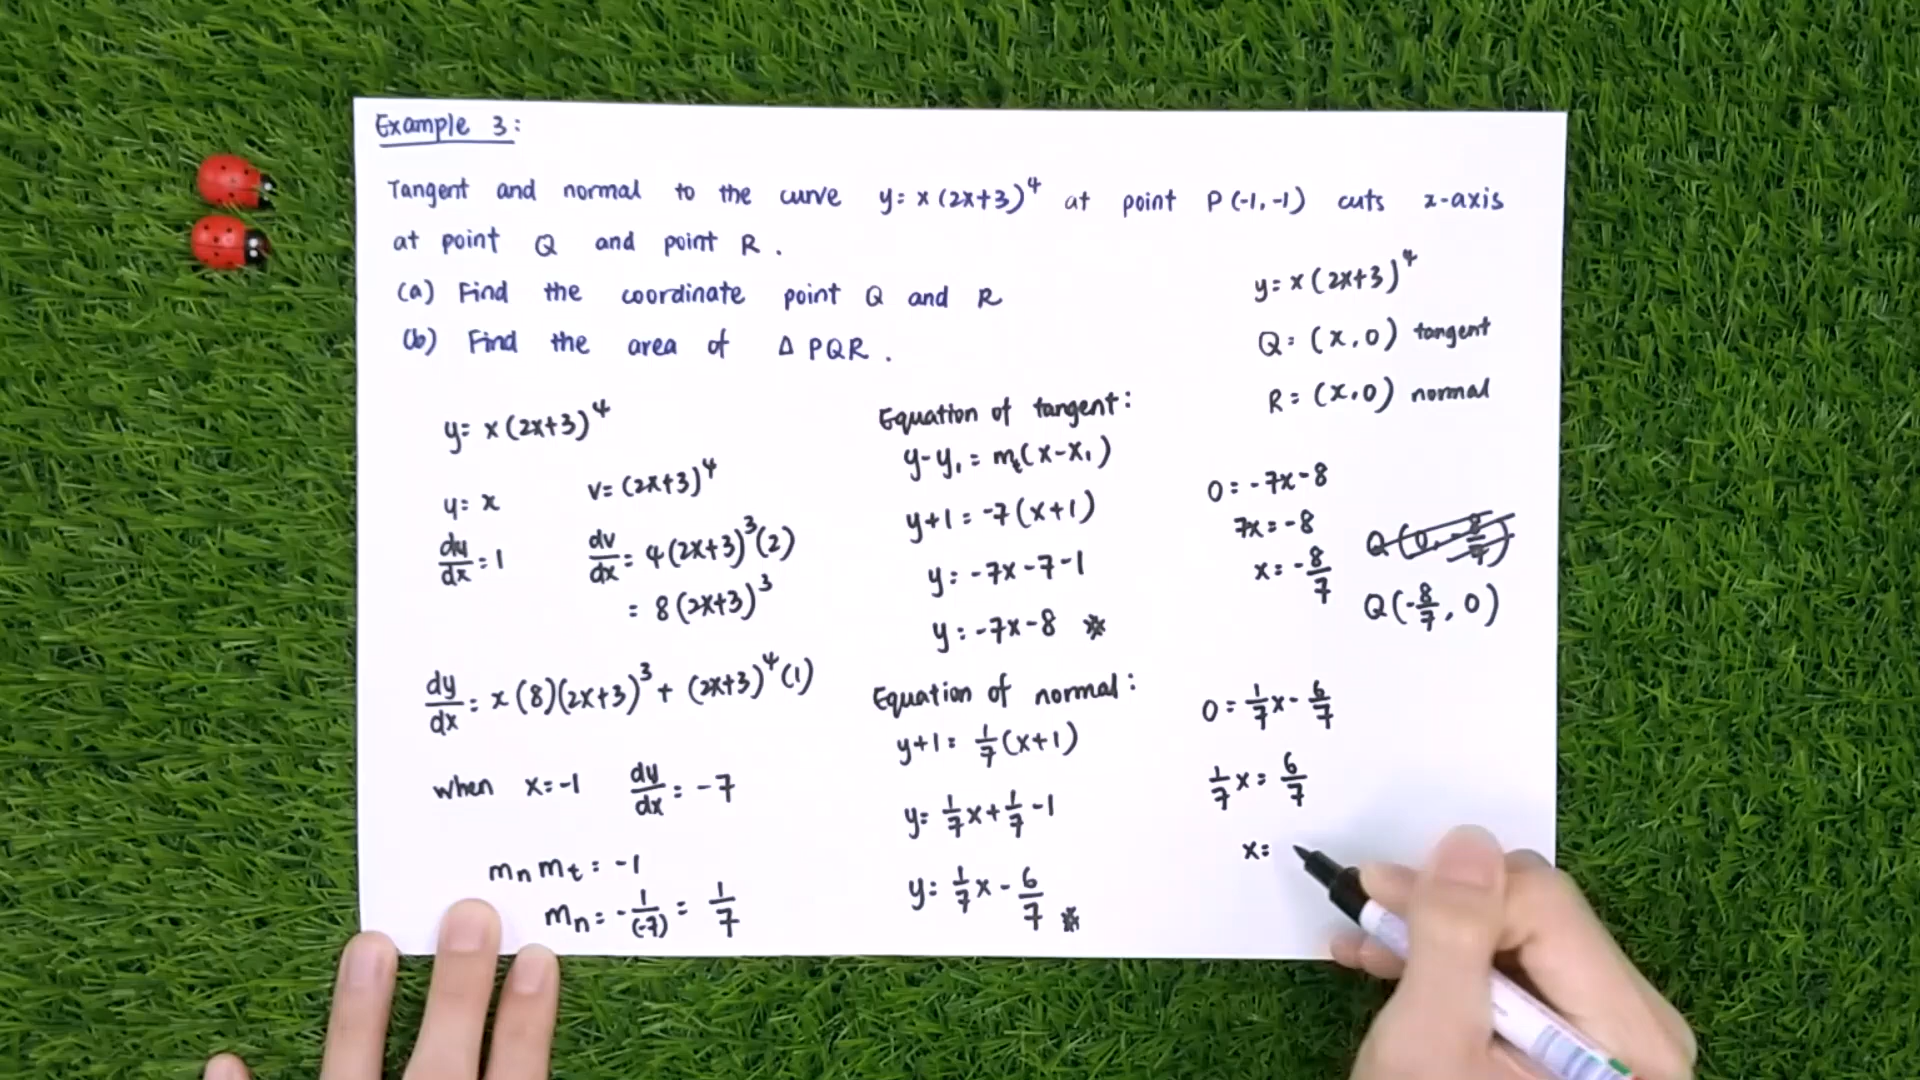 Example 3:
Tangent and normal to the curve y= x(2x+3)⁴ at point P(-1,-1) cuts x-axis
at point Q and point R.
(a) Find the coordinate point Q and R
(b) Find the area of Δ PQR.
y= x(2x+3)⁴
Q= (x,0) tangent
R= (x,0) normal
y= x(2x+3)⁴
u= x v= (2x+3)⁴
du/dx = 1 dv/dx = 4(2x+3)³(2)
= 8(2x+3)³
dy/dx = x(8)(2x+3)³ + (2x+3)⁴(1)
when x=-1 dy/dx = -7
mₙ mₜ = -1
mₙ = -1/(-7) = 1/7
Equation of tangent:
y-y₁ = mₜ(x-x₁)
y+1 = -7(x+1)
y= -7x-7-1
y= -7x-8 *
Equation of normal:
y+1= 1/7(x+1)
y= 1/7x+1/7-1
y= 1/7x - 6/7 *
0= -7x-8
7x= -8
x= -8/7
Q(0, -8/7)
Q(-8/7, 0)
0= 1/7x - 6/7
1/7x = 6/7
x=